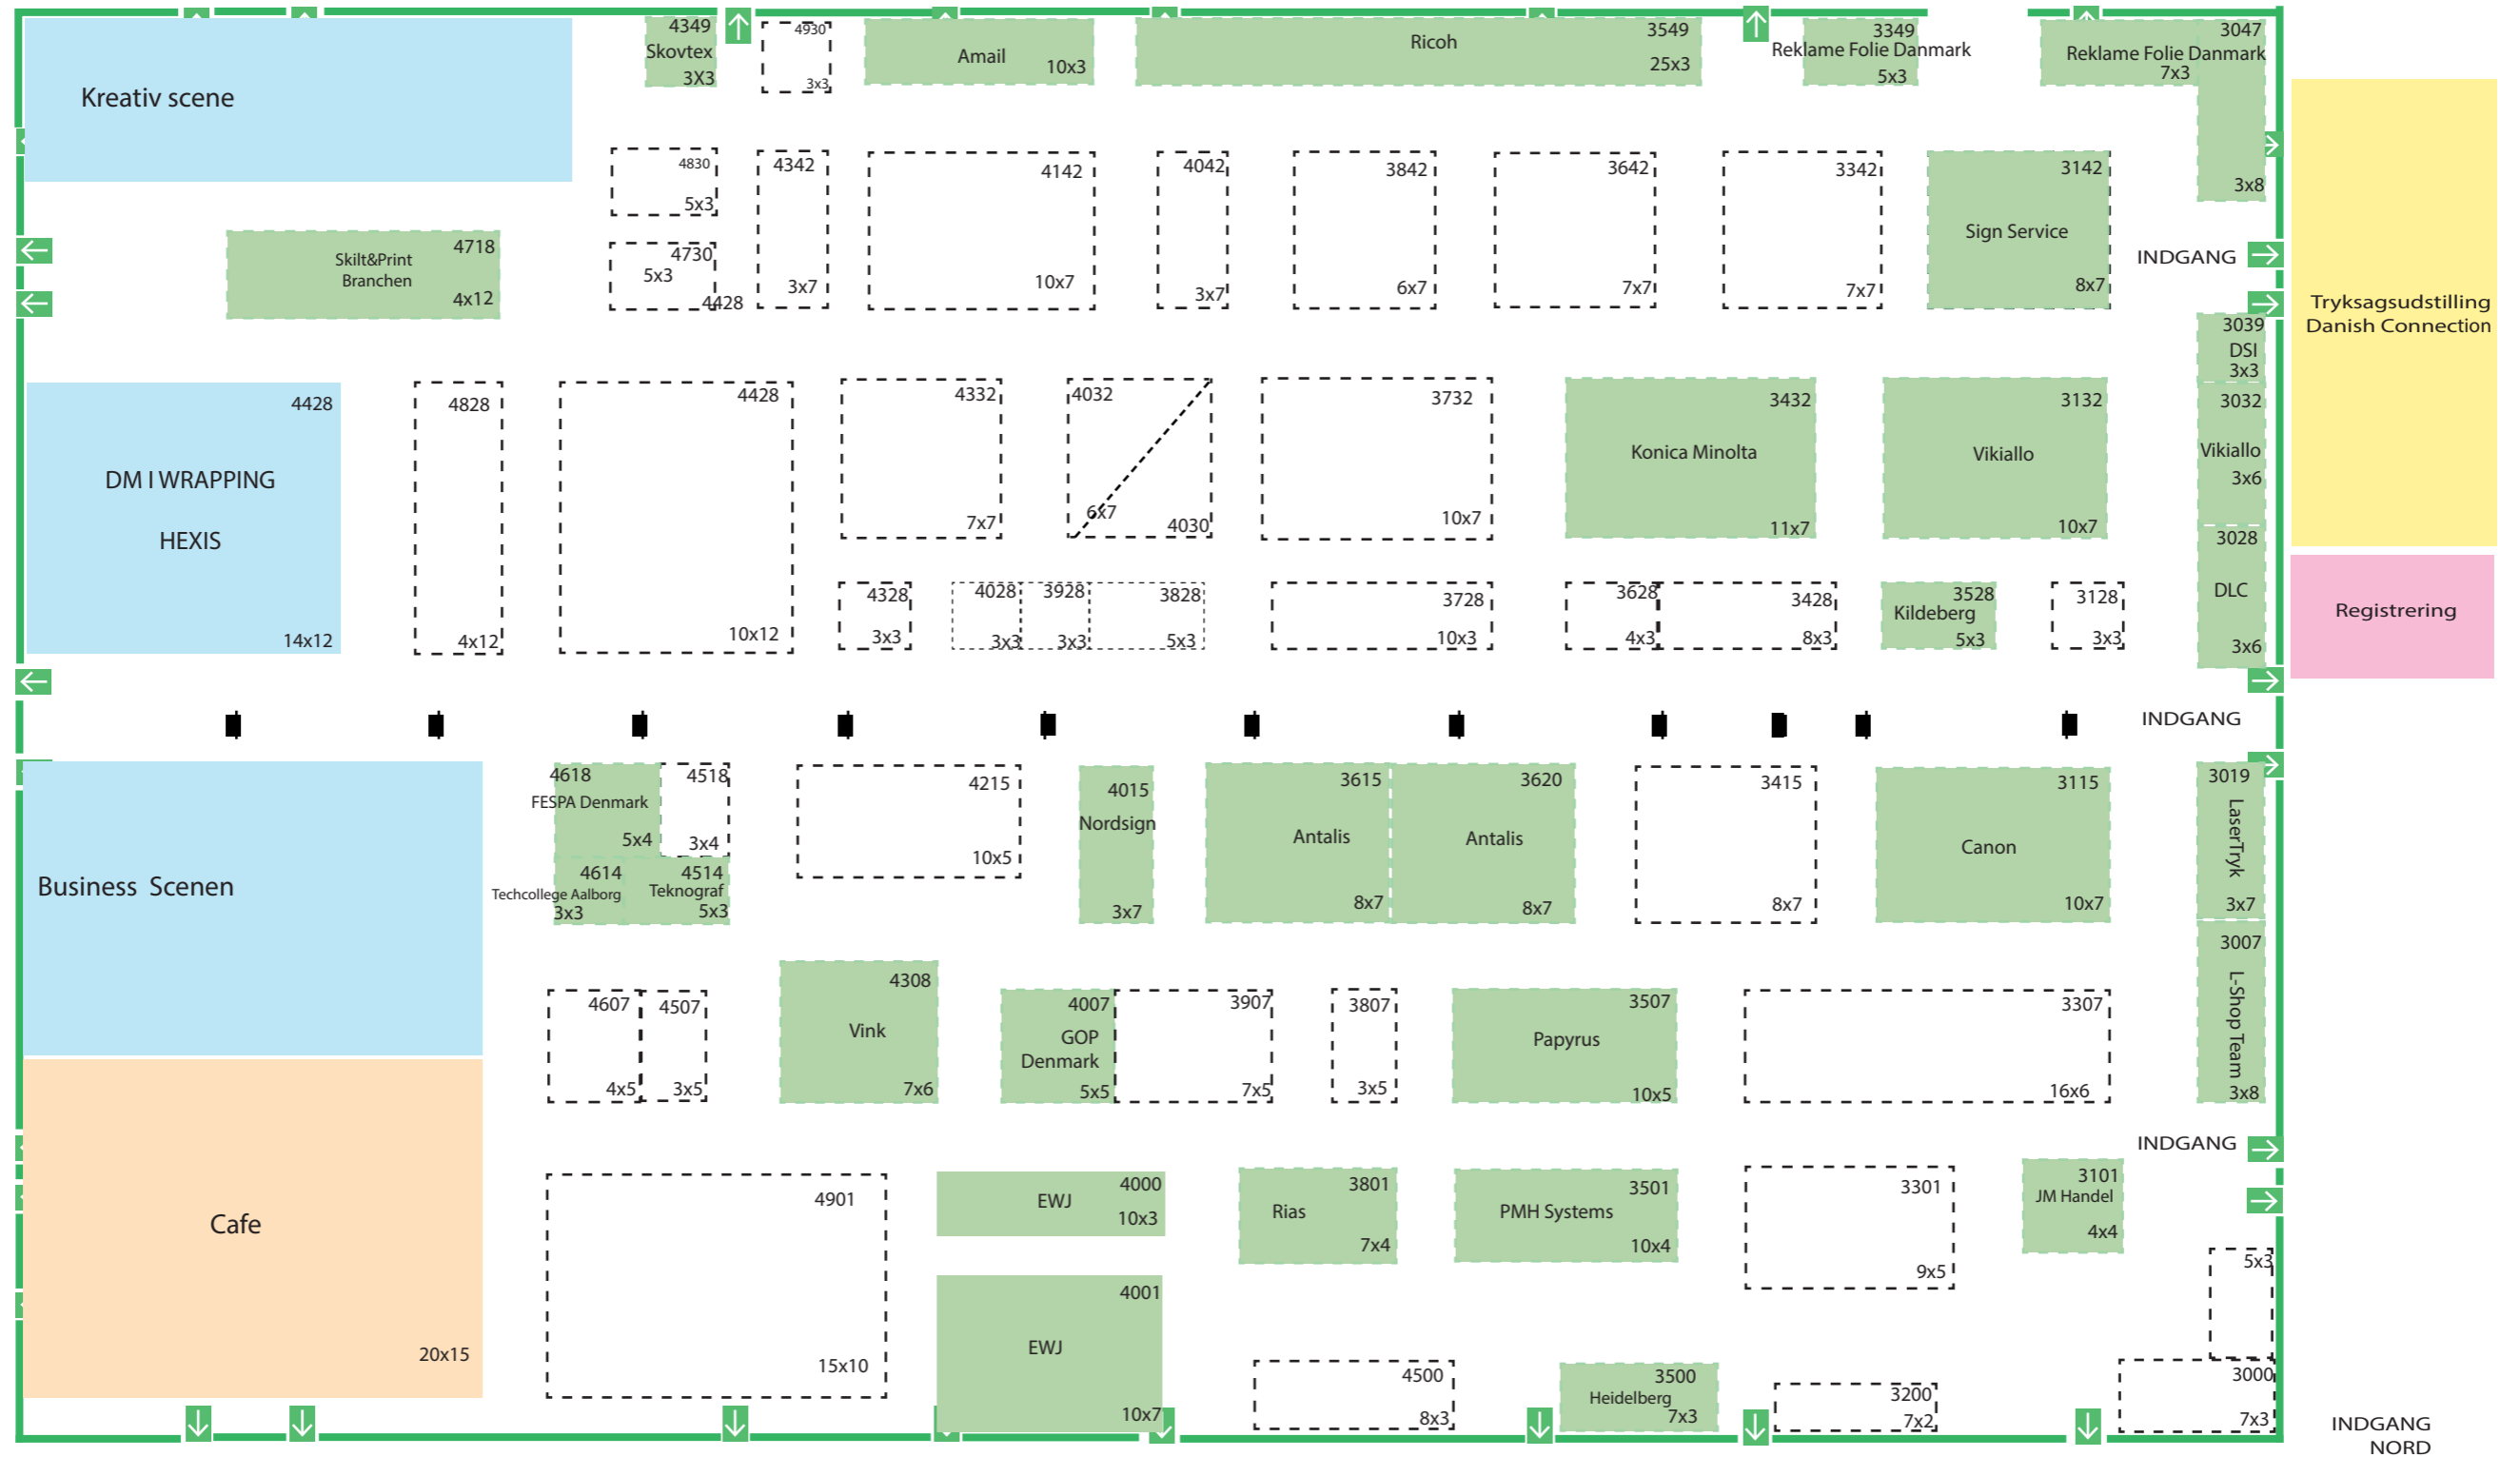 Kreativ scene
4349
Skovtex
3X3
4930
3x3
Amail
10x3
Ricoh
3549
25x3
3349
Reklame Folie Danmark
5x3
3047
Reklame Folie Danmark
7x3
3x8
4830
5x3
4342
3x7
4142
10x7
4042
3x7
3842
6x7
3642
7x7
3342
7x7
3142
Sign Service
8x7
INDGANG
4718
Skilt&Print
Branchen
4x12
4730
5x3
4428
Tryksagsudstilling
Danish Connection
3039
DSI
3x3
4428
DM I WRAPPING
HEXIS
14x12
4828
4x12
4428
10x12
4332
7x7
4032
6x7
4030
3732
10x7
3432
Konica Minolta
11x7
3132
Vikiallo
10x7
3032
Vikiallo
3x6
3028
DLC
3x6
Registrering
4328
3x3
4028
3x3
3928
3x3
3828
5x3
3728
10x3
3628
4x3
3428
8x3
3528
Kildeberg
5x3
3128
3x3
INDGANG
Business Scenen
4618
FESPA Denmark
5x4
4518
3x4
4614
Techcollege Aalborg
3x3
4514
Teknograf
5x3
4215
10x5
4015
Nordsign
3x7
3615
Antalis
8x7
3620
Antalis
8x7
3415
8x7
3115
Canon
10x7
3019
LaserTryk
3x7
3007
L-Shop Team
3x8
4607
4x5
4507
3x5
4308
Vink
7x6
4007
GOP
Denmark
5x5
3907
7x5
3807
3x5
3507
Papyrus
10x5
3307
16x6
INDGANG
Cafe
20x15
4901
15x10
4000
EWJ
10x3
4001
EWJ
10x7
3801
Rias
7x4
3501
PMH Systems
10x4
3301
9x5
3101
JM Handel
4x4
5x3
4500
8x3
3500
Heidelberg
7x3
3200
7x2
3000
7x3
INDGANG
NORD